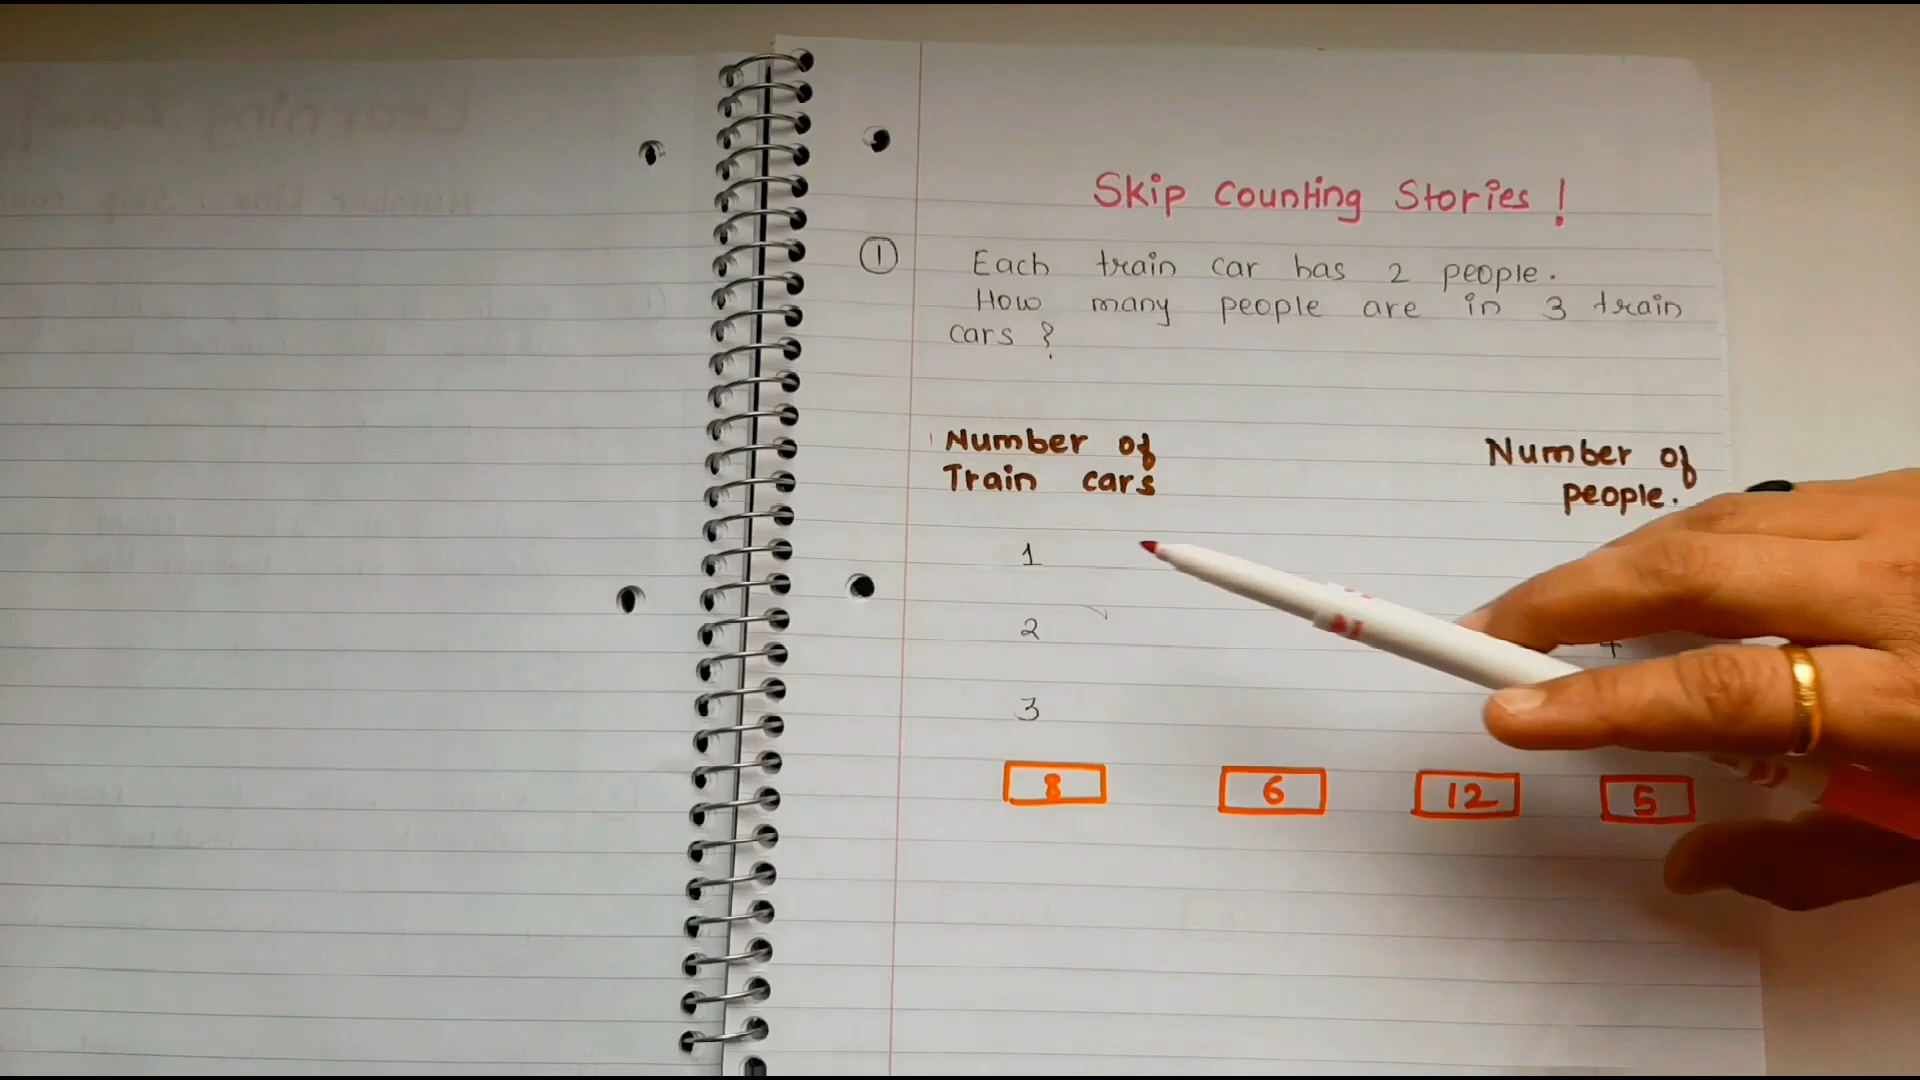 Skip Counting Stories!
① Each train car has 2 people.
How many people are in 3 train
cars?
Number of Number of
Train cars people.
1
2
3
8 6 12 5